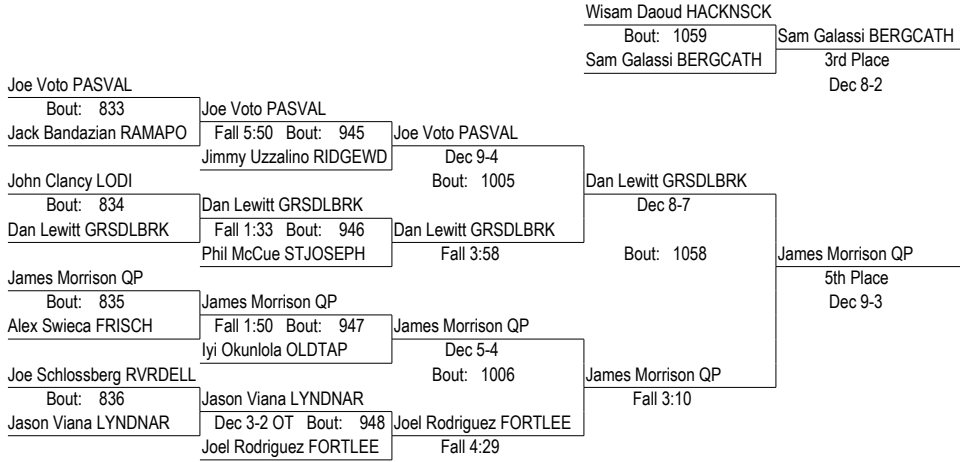 Wisam Daoud HACKNSCK
Bout: 1059 Sam Galassi BERGCATH
Sam Galassi BERGCATH 3rd Place
Joe Voto PASVAL Dec 8-2
Bout: 833 Joe Voto PASVAL
Jack Bandazian RAMAPO Fall 5:50 Bout: 945 Joe Voto PASVAL
Jimmy Uzzalino RIDGEWD Dec 9-4
John Clancy LODI Bout: 1005 Dan Lewitt GRSDLBRK
Bout: 834 Dan Lewitt GRSDLBRK Dec 8-7
Dan Lewitt GRSDLBRK Fall 1:33 Bout: 946 Dan Lewitt GRSDLBRK
Phil McCue STJOSEPH Fall 3:58 Bout: 1058 James Morrison QP
James Morrison QP 5th Place
Bout: 835 James Morrison QP Dec 9-3
Alex Swieca FRISCH Fall 1:50 Bout: 947 James Morrison QP
Iyi Okunlola OLDTAP Dec 5-4
Joe Schlossberg RVRDELL Bout: 1006 James Morrison QP
Bout: 836 Jason Viana LYNDNAR Fall 3:10
Jason Viana LYNDNAR Dec 3-2 OT Bout: 948 Joel Rodriguez FORTLEE
Joel Rodriguez FORTLEE Fall 4:29